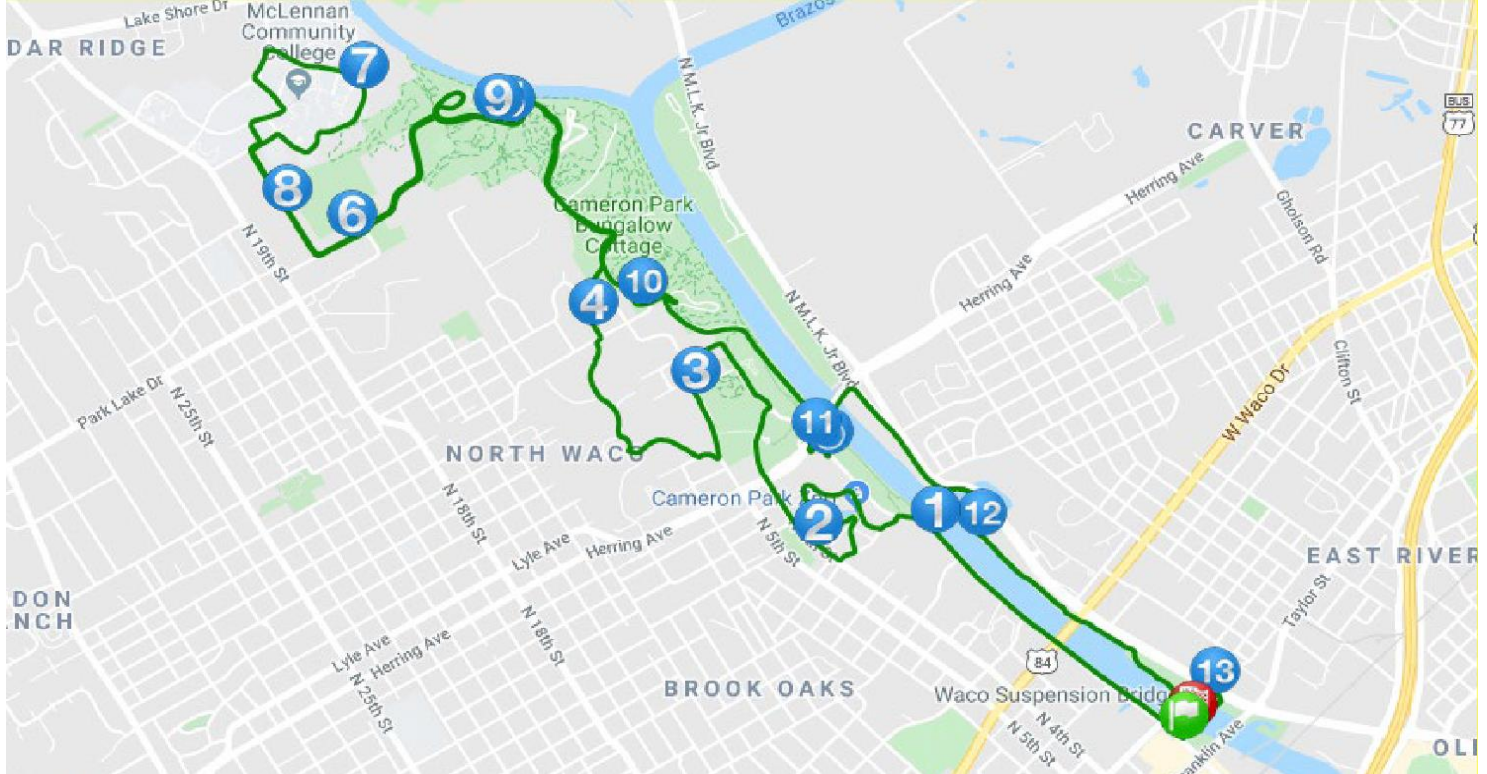 Lake Shore Dr
McLennan
Community
College
DAR RIDGE
7
9
Brazos
N M.L.K. Jr Blvd
BUS
77
CARVER
8
6
Herring Ave
Gholson Rd
N 19th St
Cameron Park
Bungalow
Cottage
10
4
Herring Ave
N M.L.K. Jr Blvd
Clifton St
3
Park Lake Dr
N 25th St
W Waco Dr
11
NORTH WACO
N 18th St
Cameron Park
2
1
12
N 5th St
Lyle Ave
Herring Ave
EAST RIVER
DON
NCH
Taylor St
Lyle Ave
Herring Ave
N 18th St
N 25th St
84
13
BROOK OAKS
Waco Suspension Bridge
N 4th St
N 5th St
anklin Ave
OLI